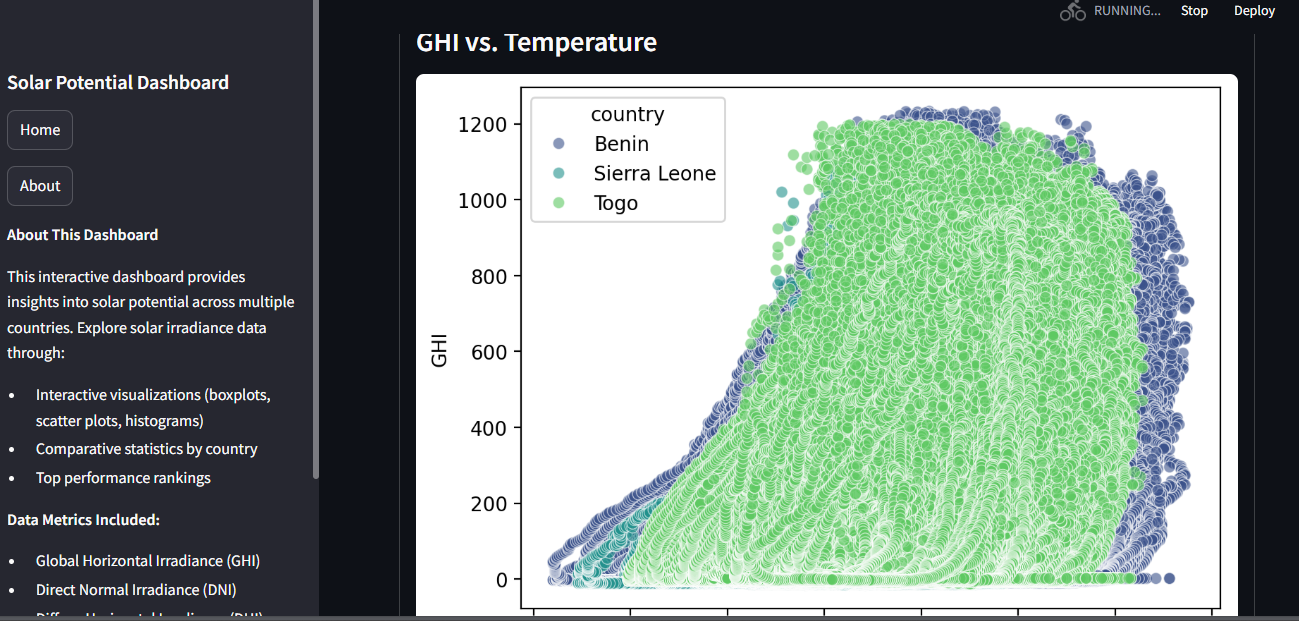 RUNNING...
Stop
Deploy
Solar Potential Dashboard
Home
About
About This Dashboard
This interactive dashboard provides
insights into solar potential across multiple
countries. Explore solar irradiance data
through:
Interactive visualizations (boxplots,
scatter plots, histograms)
Comparative statistics by country
Top performance rankings
Data Metrics Included:
Global Horizontal Irradiance (GHI)
Direct Normal Irradiance (DNI)
GHI vs. Temperature
country
Benin
Sierra Leone
Togo
GHI
1200
1000
800
600
400
200
0